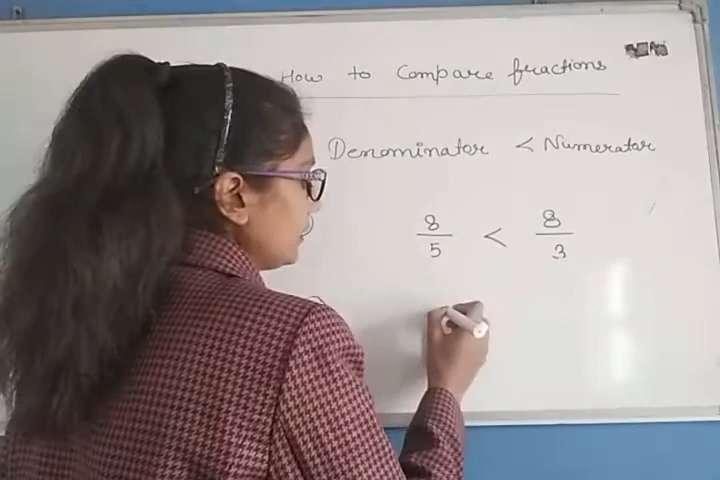 How to Compare fractions
Denominator < Numerator
8/5 < 8/3